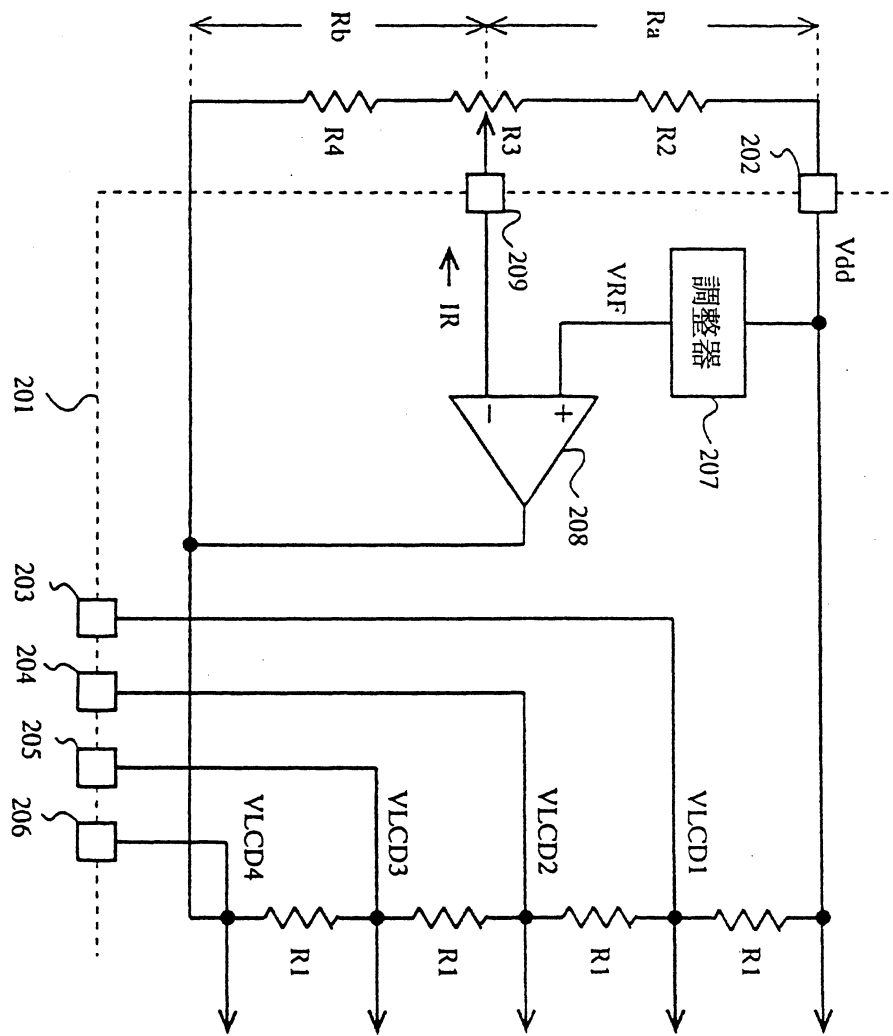 Ra
Rb
R2
R3
R4
202
209
Vdd
VRF
IR
調整器
207
+
-
208
201
203
204
205
206
VLCD1
VLCD2
VLCD3
VLCD4
R1
R1
R1
R1